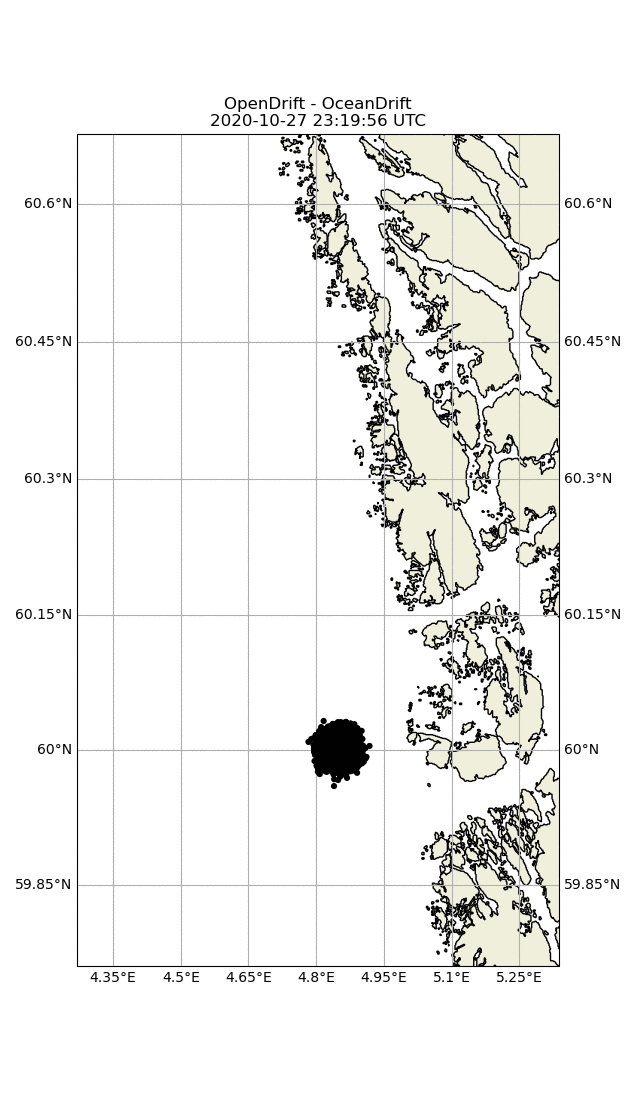 OpenDrift - OceanDrift
2020-10-27 23:19:56 UTC
60.6°N 60.6°N
60.45°N 60.45°N
60.3°N 60.3°N
60.15°N 60.15°N
60°N 60°N
59.85°N 59.85°N
4.35°E 4.5°E 4.65°E 4.8°E 4.95°E 5.1°E 5.25°E